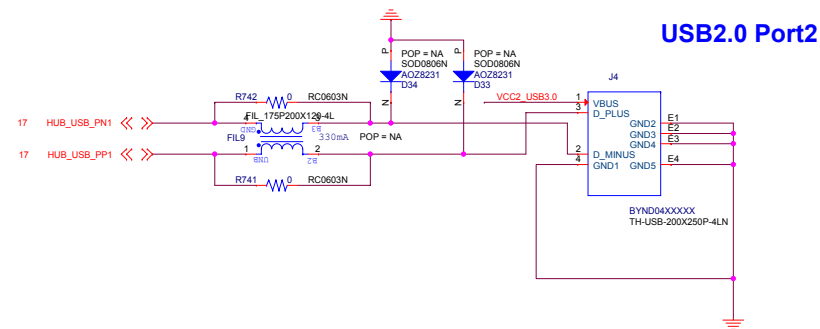 USB2.0 Port2
POP = NA
SOD0806N
AOZ8231
D34
P
N
POP = NA
SOD0806N
AOZ8231
D33
P
N
J4
R742
0
RC0603N
VCC2_USB3.0
1
VBUS
3
D_PLUS
GND2
E1
GND3
E2
GND4
E3
2
D_MINUS
4
GND1
GND5
E4
FIL_175P200X120-4L
17
HUB_USB_PN1
4
3
GND
FIL9
330mA
POP = NA
17
HUB_USB_PP1
1
2
UNB
B2
R741
0
RC0603N
BYND04XXXXX
TH-USB-200X250P-4LN